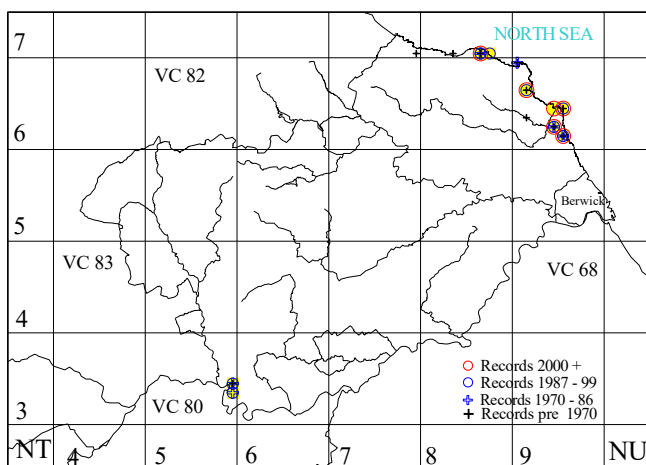 NORTH SEA
7
VC 82
6
Berwick
5
VC 83
VC 68
4
Records 2000 +
Records 1987 - 99
Records 1970 - 86
VC 80
Records pre 1970
3
NT 4 5 6 7 8 9 NU